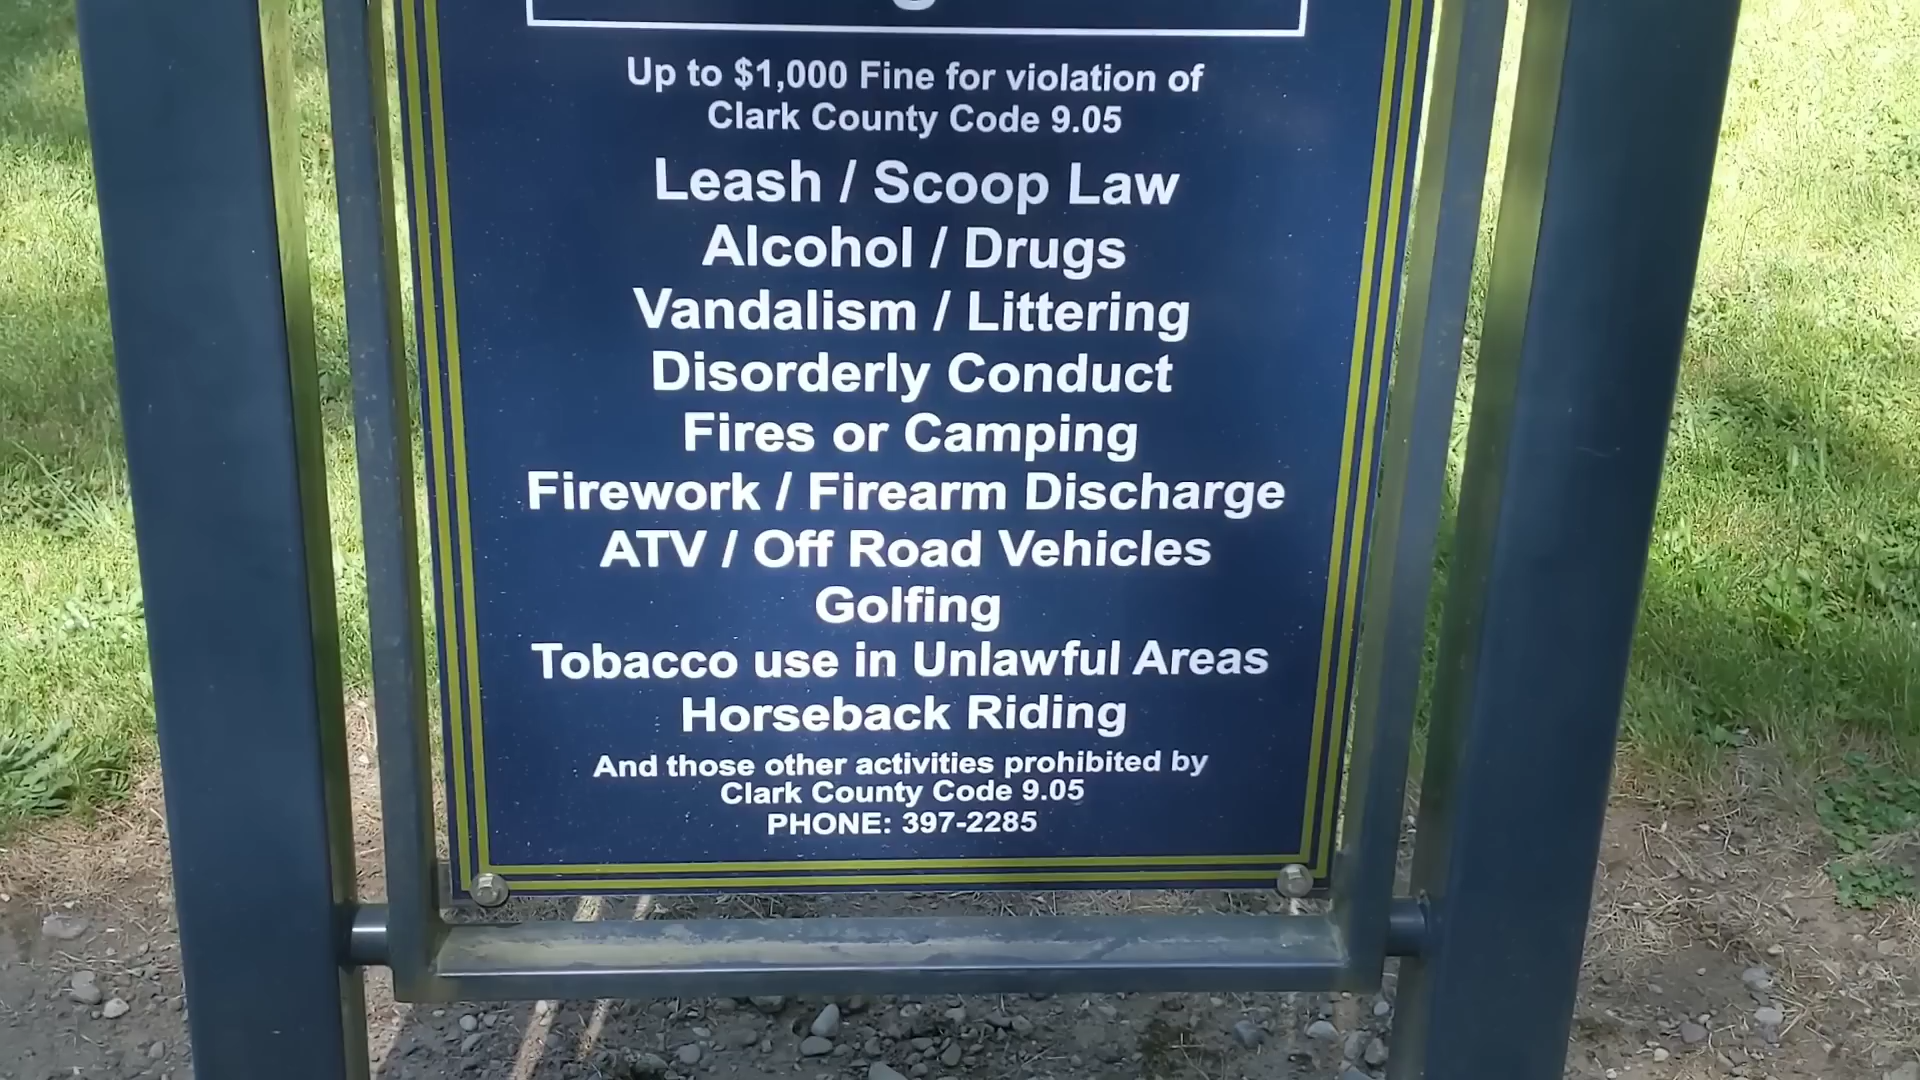 Up to $1,000 Fine for violation of
Clark County Code 9.05
Leash / Scoop Law
Alcohol / Drugs
Vandalism / Littering
Disorderly Conduct
Fires or Camping
Firework / Firearm Discharge
ATV / Off Road Vehicles
Golfing
Tobacco use in Unlawful Areas
Horseback Riding
And those other activities prohibited by
Clark County Code 9.05
PHONE: 397-2285